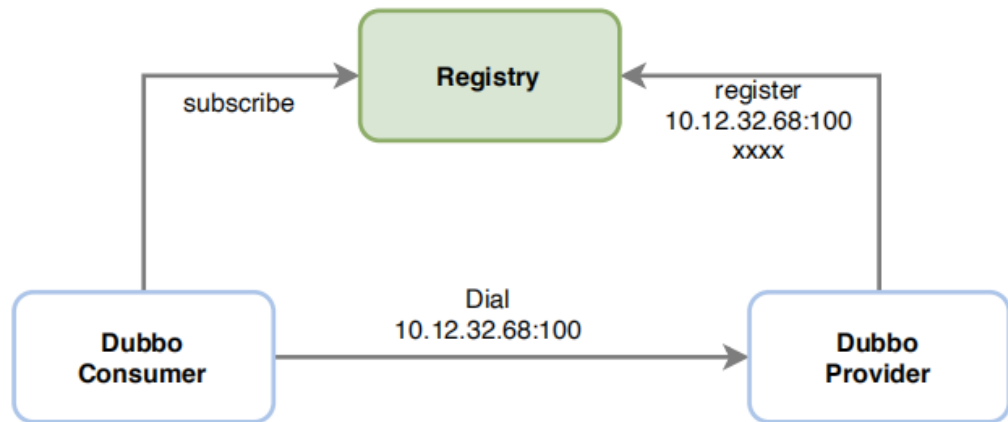 Registry
subscribe
register
10.12.32.68:100
xxxx
Dial
10.12.32.68:100
Dubbo
Consumer
Dubbo
Provider